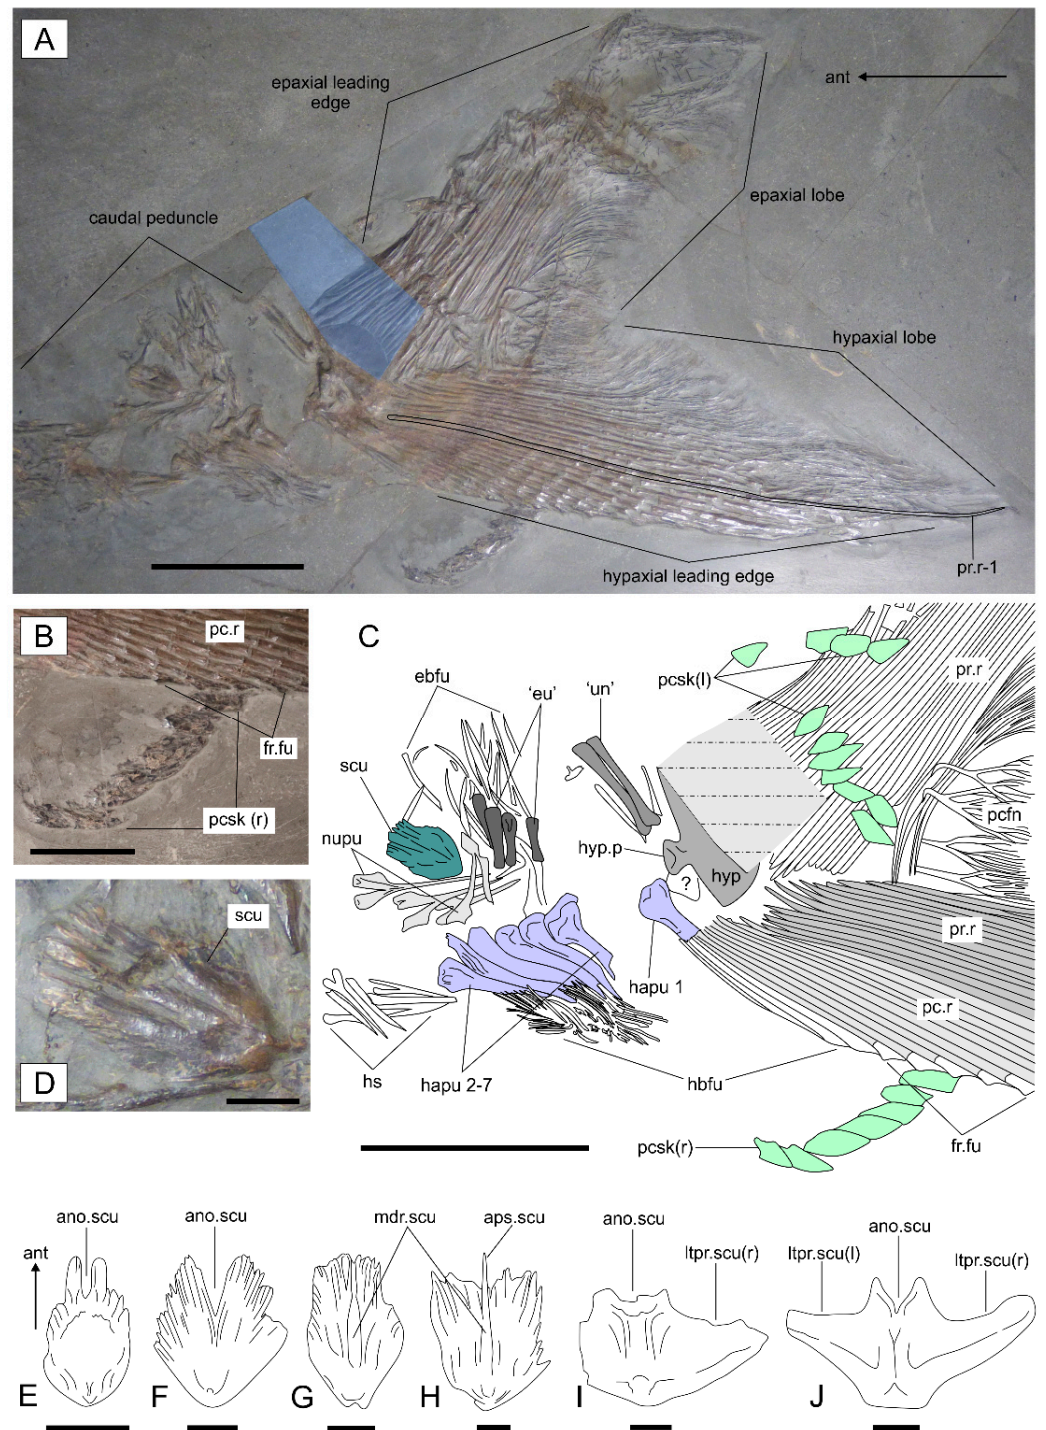 A
epaxial leading
edge
ant
caudal peduncle
epaxial lobe
hypaxial lobe
hypaxial leading edge
pr.r-1
B
pc.r
fr.fu
pcsk (r)
C
ebfu
'eu'
'un'
pcsk(l)
pr.r
scu
nupu
hyp.p
hyp
?
pcfn
hapu 1
pr.r
pc.r
hs
hapu 2-7
hbfu
fr.fu
pcsk(r)
D
scu
ant
ano.scu
ano.scu
mdr.scu
aps.scu
ano.scu
ltpr.scu(r)
ltpr.scu(l)
ano.scu
ltpr.scu(r)
E
F
G
H
I
J